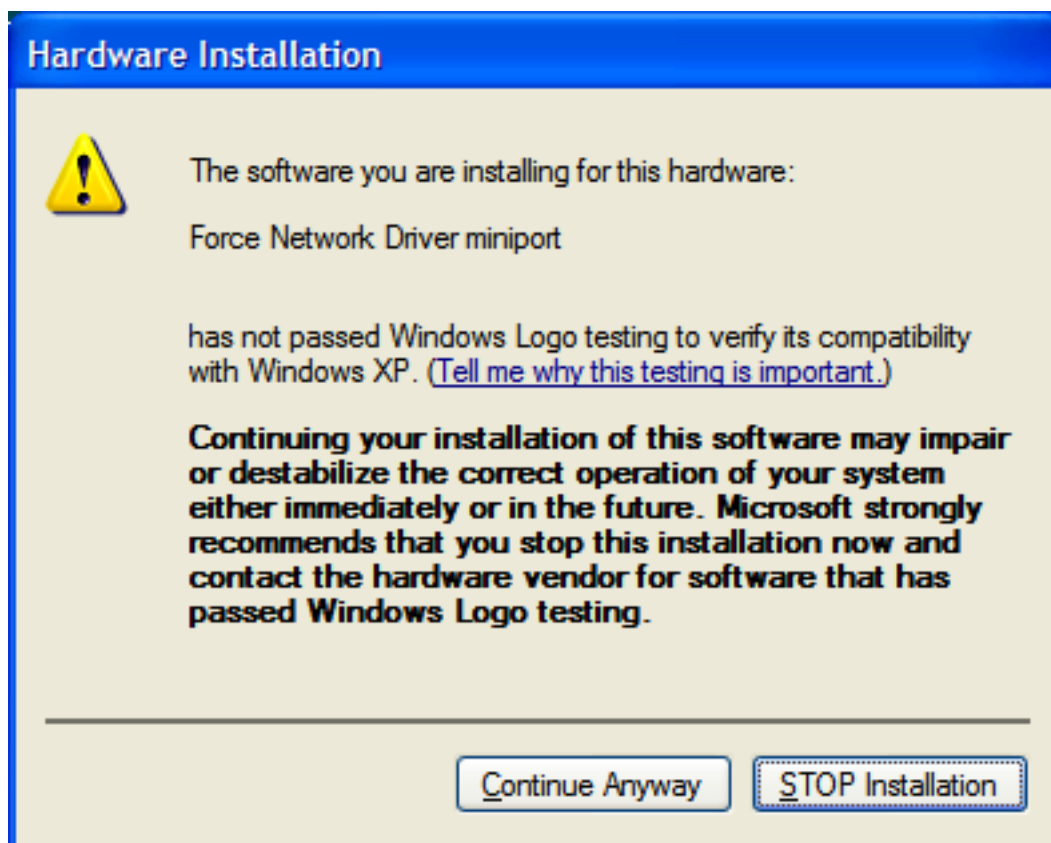 Hardware Installation
The software you are installing for this hardware:
Force Network Driver miniport
has not passed Windows Logo testing to verify its compatibility
with Windows XP. (Tell me why this testing is important.)
Continuing your installation of this software may impair
or destabilize the correct operation of your system
either immediately or in the future. Microsoft strongly
recommends that you stop this installation now and
contact the hardware vendor for software that has
passed Windows Logo testing.
Continue Anyway
STOP Installation